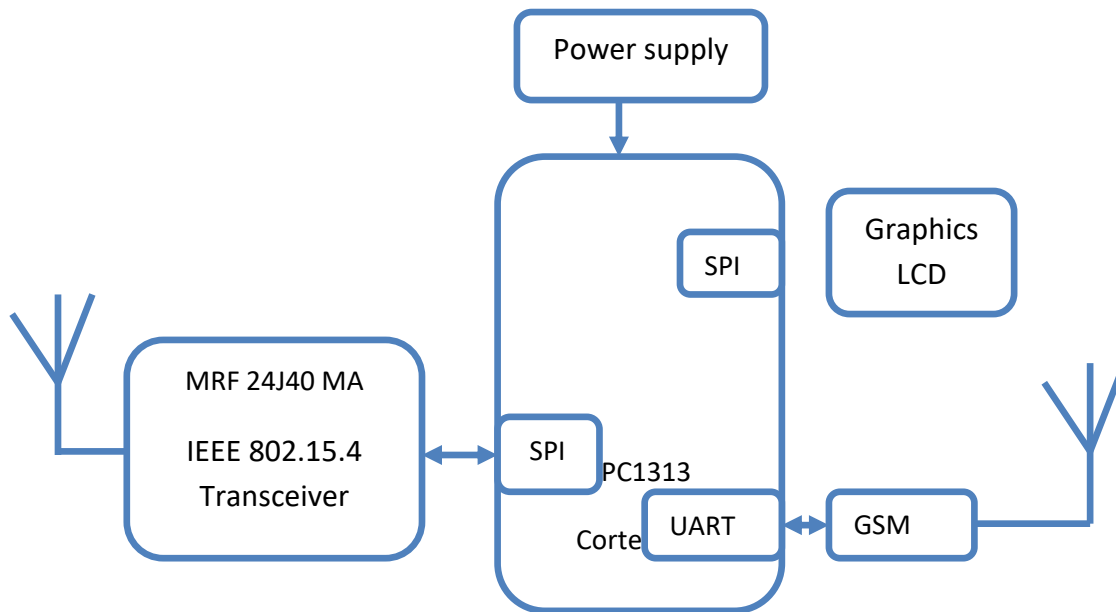 Power supply
Graphics
LCD
SPI
MRF 24J40 MA
IEEE 802.15.4
Transceiver
SPI
PC1313
Corte
UART
GSM